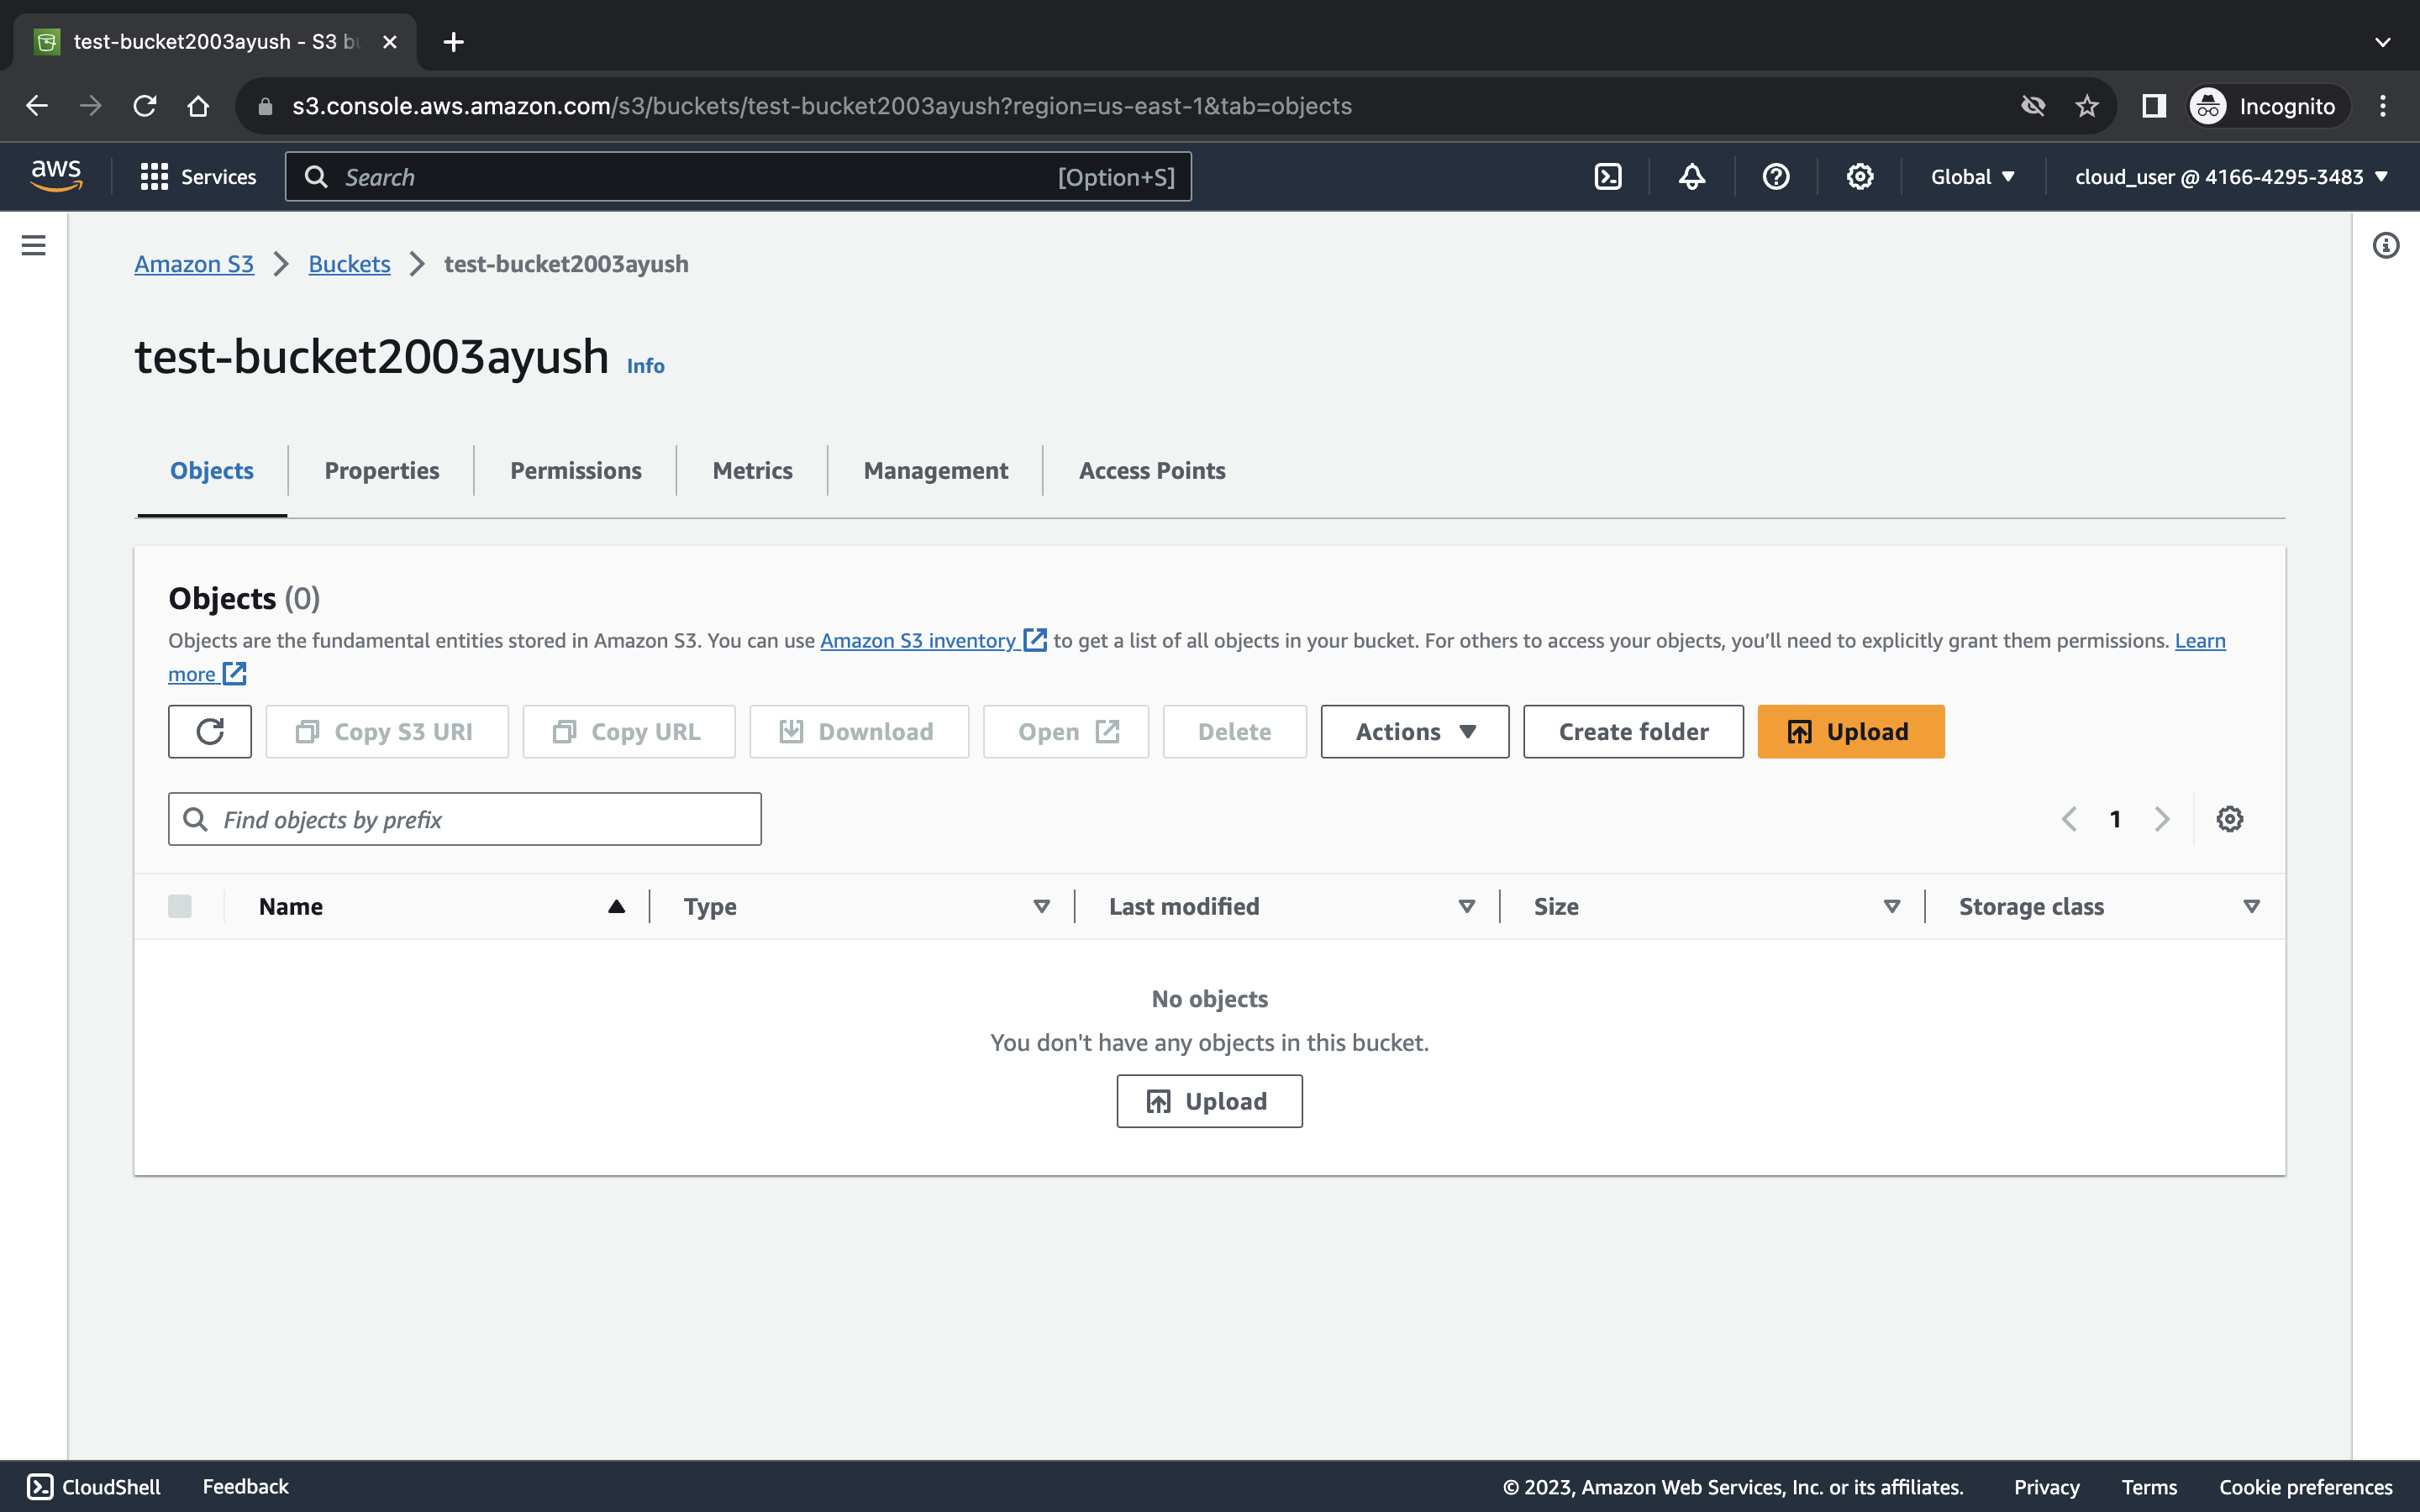 test-bucket2003ayush - S3 bu
s3.console.aws.amazon.com/s3/buckets/test-bucket2003ayush?region=us-east-1&tab=objects
Incognito
aws
Services
Search
[Option+S]
Global
cloud_user @ 4166-4295-3483
Amazon S3
Buckets
test-bucket2003ayush
test-bucket2003ayush Info
Objects
Properties
Permissions
Metrics
Management
Access Points
Objects (0)
Objects are the fundamental entities stored in Amazon S3. You can use Amazon S3 inventory to get a list of all objects in your bucket. For others to access your objects, you’ll need to explicitly grant them permissions. Learn
more
Copy S3 URI
Copy URL
Download
Open
Delete
Actions
Create folder
Upload
Find objects by prefix
1
Name
Type
Last modified
Size
Storage class
No objects
You don't have any objects in this bucket.
Upload
CloudShell
Feedback
© 2023, Amazon Web Services, Inc. or its affiliates.
Privacy
Terms
Cookie preferences